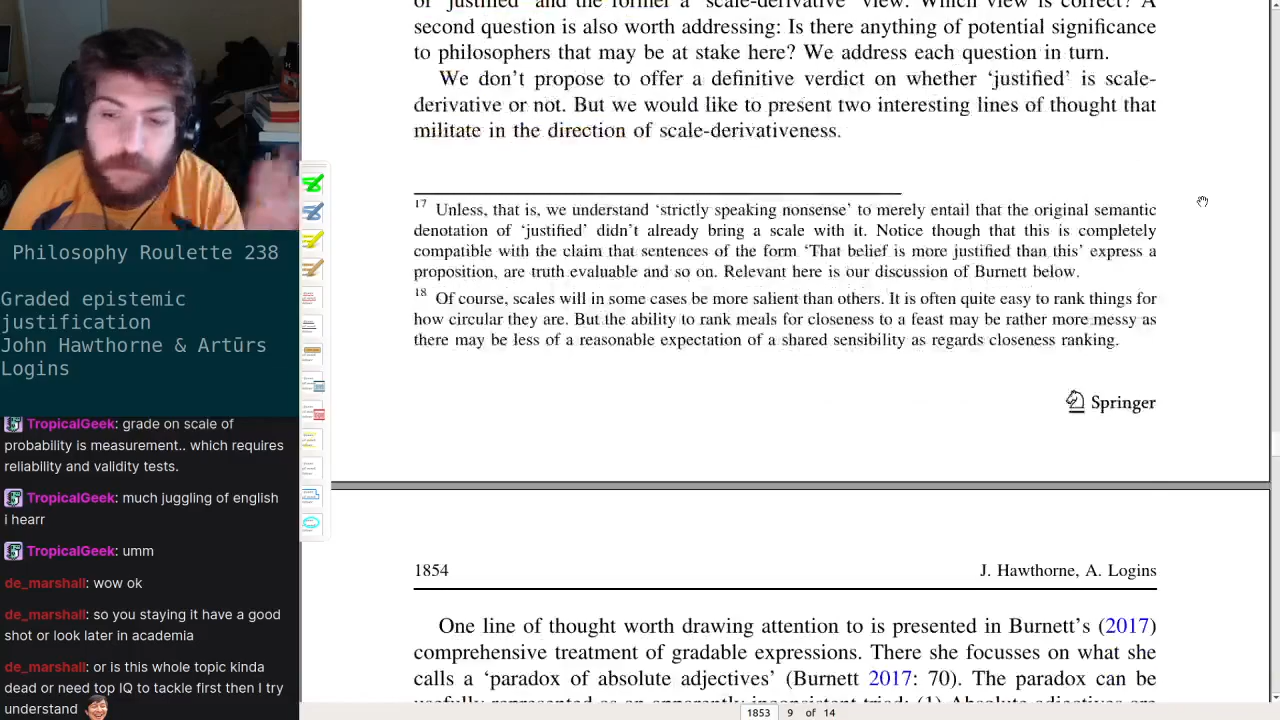 or 'justified' and the former a 'scale-derivative' view. Which view is correct? A
second question is also worth addressing: Is there anything of potential significance
to philosophers that may be at stake here? We address each question in turn.
We don't propose to offer a definitive verdict on whether 'justified' is scale-
derivative or not. But we would like to present two interesting lines of thought that
militate in the direction of scale-derivativeness.
17 Unless, that is, we understand 'strictly speaking nonsense' to merely entail that the original semantic
denotation of 'justified' didn't already bring a scale with it. Notice though that this is completely
compatible with the claim that sentences of the form 'This belief is more justified than this' express a
proposition, are truth evaluable and so on. Relevant here is our discussion of Burnett below.
18 Of course, scales will in some cases be more salient than others. It is often quite easy to rank things for
how circular they are, but the ability to rank meals for closeness to a feast may be rather more messy as
there may be less of a reasonable expectation of a shared sensibility as regards closeness ranking.
Springer
1854 J. Hawthorne, A. Logins
One line of thought worth drawing attention to is presented in Burnett's (2017)
comprehensive treatment of gradable expressions. There she focusses on what she
calls a 'paradox of absolute adjectives' (Burnett 2017: 70). The paradox can be
1853 9 of 14
Philosophy Roulette 238
Graded epistemic
justification
John Hawthorne & Artūrs
Logins
TropicalGeek: grade on scale of
probability is measurement.. which requires
reliability and validity tests.
TropicalGeek: much juggling of english
i hearr
TropicalGeek: umm
de_marshall: wow ok
de_marshall: so you staying it have a good
shot or look later in academia
de_marshall: or is this whole topic kinda
dead or need top IQ to tackle first then I try
understand